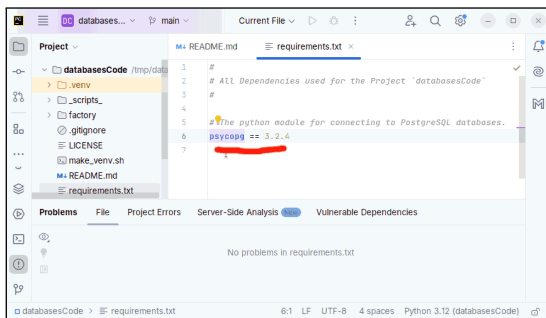 DC databases... main Current File
Project
README.md requirements.txt
databasesCode /tmp/data
.venv
_scripts_
factory
.gitignore
LICENSE
make_venv.sh
README.md
requirements.txt
1 #
2 # All Dependencies used for the Project `databasesCode`
3 #
4
5 # The python module for connecting to PostgreSQL databases.
6 psycopg == 3.2.4
7
Problems File Project Errors Server-Side Analysis New Vulnerable Dependencies
No problems in requirements.txt
databasesCode > requirements.txt 6:1 LF UTF-8 4 spaces Python 3.12 (databasesCode)